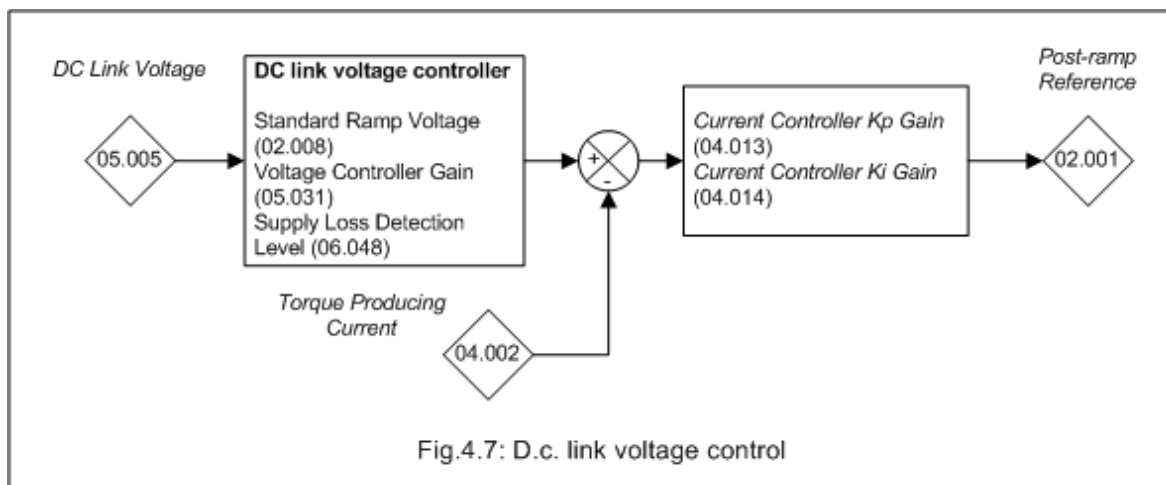 DC Link Voltage
05.005
DC link voltage controller
Standard Ramp Voltage
(02.008)
Voltage Controller Gain
(05.031)
Supply Loss Detection
Level (06.048)
+
-
Torque Producing
Current
04.002
Current Controller Kp Gain
(04.013)
Current Controller Ki Gain
(04.014)
Post-ramp
Reference
02.001
Fig.4.7: D.c. link voltage control